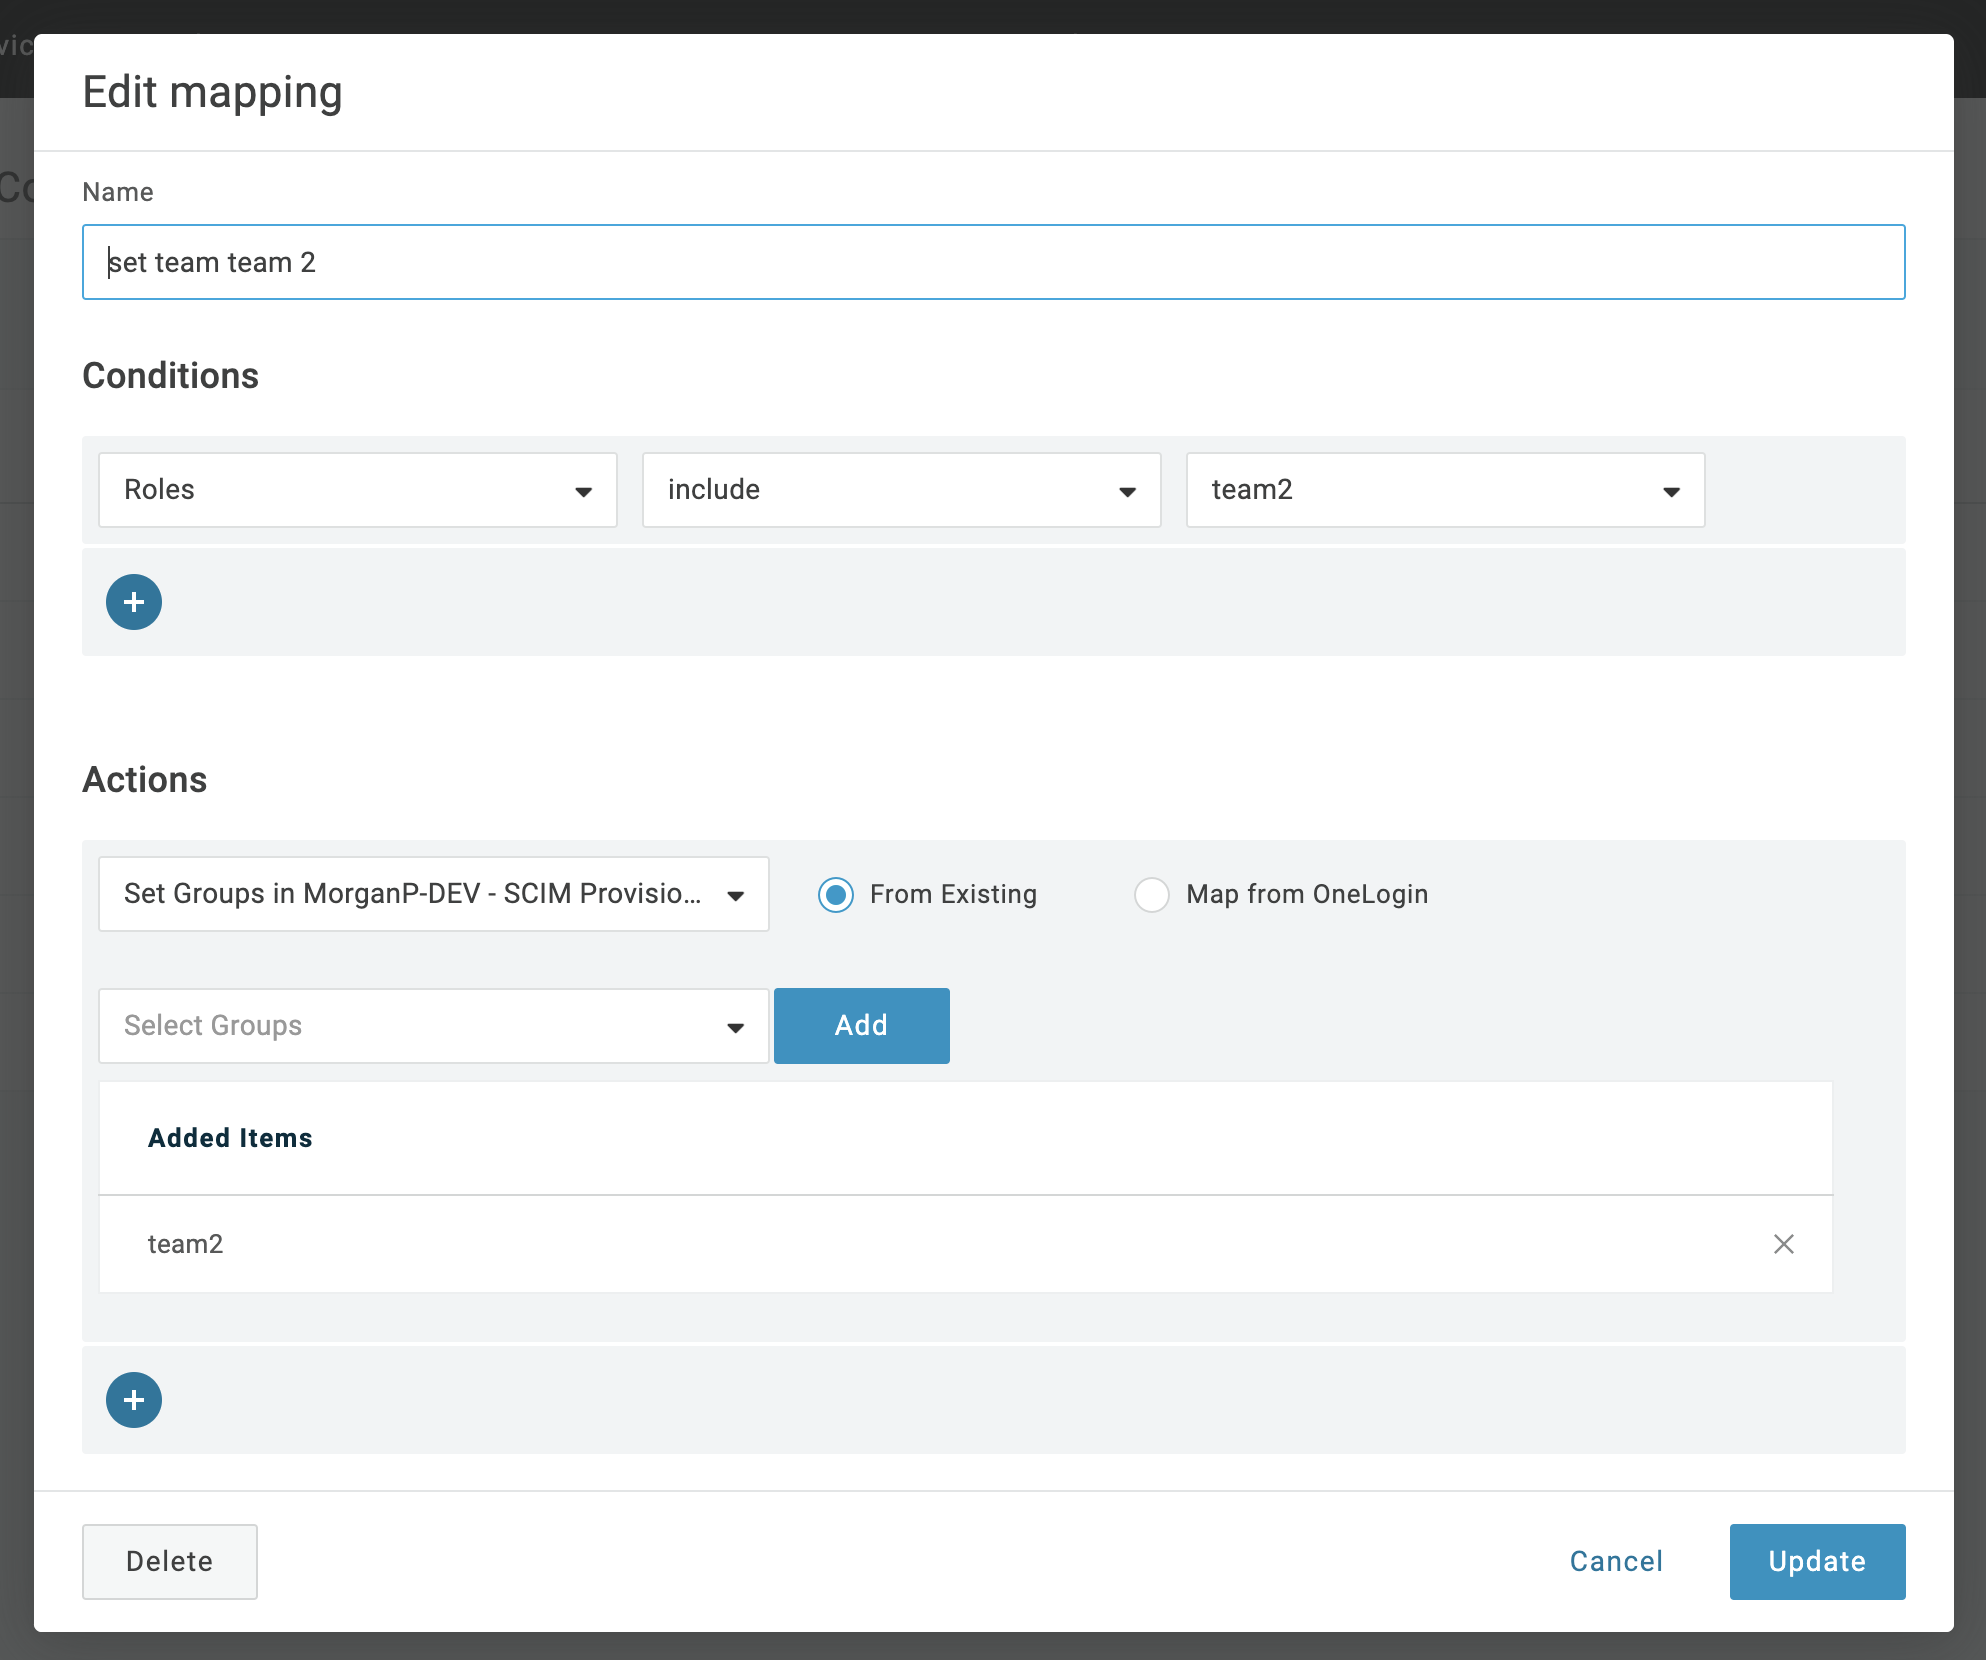 Edit mapping
Name
set team team 2
Conditions
Roles include team2
Actions
Set Groups in MorganP-DEV - SCIM Provisio... From Existing Map from OneLogin
Select Groups Add
Added Items
team2
Delete Cancel Update